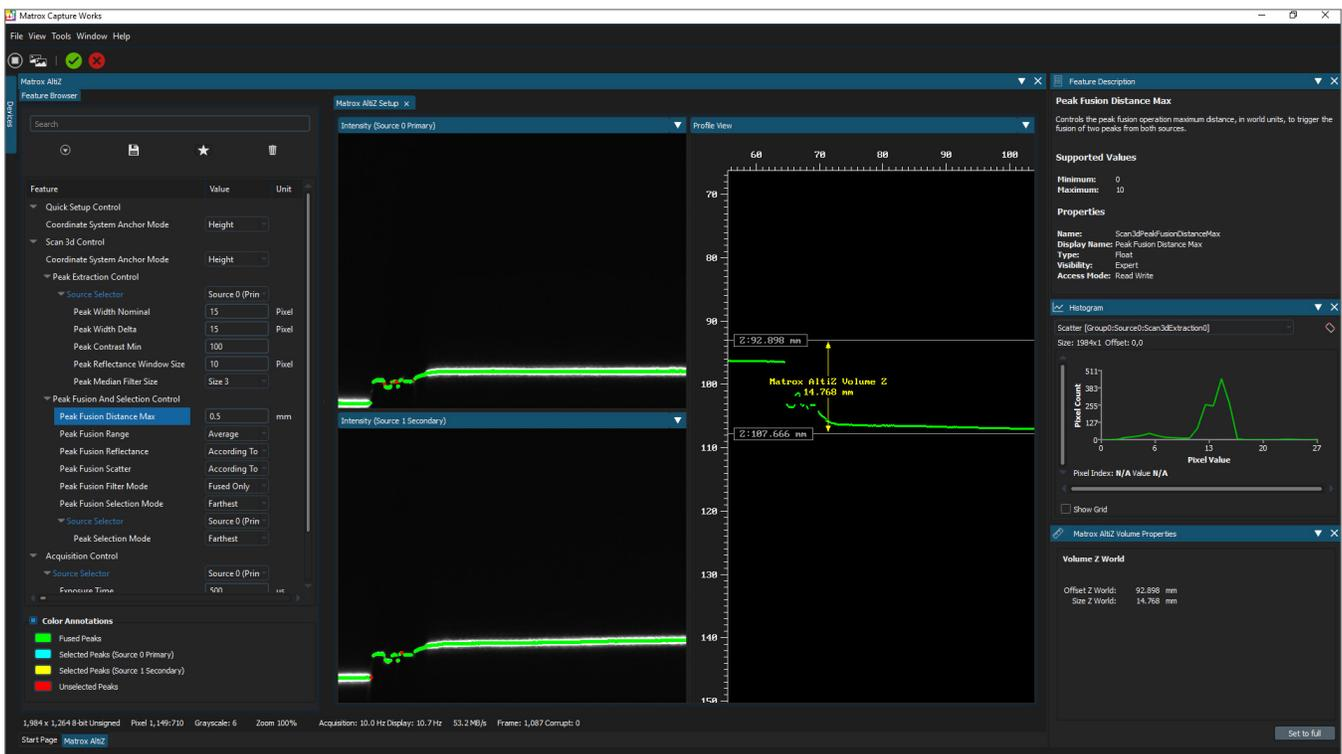 Matrox Capture Works
File View Tools Window Help
Devices
Matrox AltiZ
Feature Browser
Search
Feature Value Unit
Quick Setup Control
Coordinate System Anchor Mode Height
Scan 3d Control
Coordinate System Anchor Mode Height
Peak Extraction Control
Source Selector Source 0 (Prin
Peak Width Nominal 15 Pixel
Peak Width Delta 15 Pixel
Peak Contrast Min 100
Peak Reflectance Window Size 10 Pixel
Peak Median Filter Size Size 3
Peak Fusion And Selection Control
Peak Fusion Distance Max 0.5 mm
Peak Fusion Range Average
Peak Fusion Reflectance According To
Peak Fusion Scatter According To
Peak Fusion Filter Mode Fused Only
Peak Fusion Selection Mode Farthest
Source Selector Source 0 (Prin
Peak Selection Mode Farthest
Acquisition Control
Source Selector Source 0 (Prin
Exposure Time 500 us
Color Annotations
Fused Peaks
Selected Peaks (Source 0 Primary)
Selected Peaks (Source 1 Secondary)
Unselected Peaks
Matrox AltiZ Setup
Intensity (Source 0 Primary)
Intensity (Source 1 Secondary)
Profile View
60 70 80 90 100
70
80
90
Z:92.898 mm
100
Matrox AltiZ Volume Z
14.768 mm
Z:107.666 mm
110
120
130
140
150
Feature Description
Peak Fusion Distance Max
Controls the peak fusion operation maximum distance, in world units, to trigger the
fusion of two peaks from both sources.
Supported Values
Minimum: 0
Maximum: 10
Properties
Name: Scan3dPeakFusionDistanceMax
Display Name: Peak Fusion Distance Max
Type: Float
Visibility: Expert
Access Mode: Read Write
Histogram
Scatter [Group0:Source0:Scan3dExtraction0]
Size: 1984x1 Offset: 0,0
Pixel Count
511
383
255
127
0
0 6 13 20 27
Pixel Value
Pixel Index: N/A Value N/A
Show Grid
Matrox AltiZ Volume Properties
Volume Z World
Offset Z World: 92.898 mm
Size Z World: 14.768 mm
Set to full
1,984 x 1,264 8-bit Unsigned Pixel 1,149:710 Grayscale: 6 Zoom 100% Acquisition: 10.0 Hz Display: 10.7 Hz 53.2 MB/s Frame: 1,087 Corrupt: 0
Start Page Matrox AltiZ